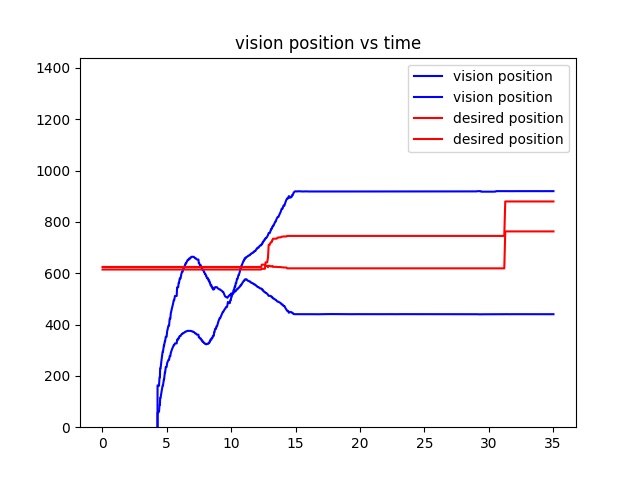 vision position vs time
1400
1200
1000
800
600
400
200
0
0 5 10 15 20 25 30 35
vision position
vision position
desired position
desired position